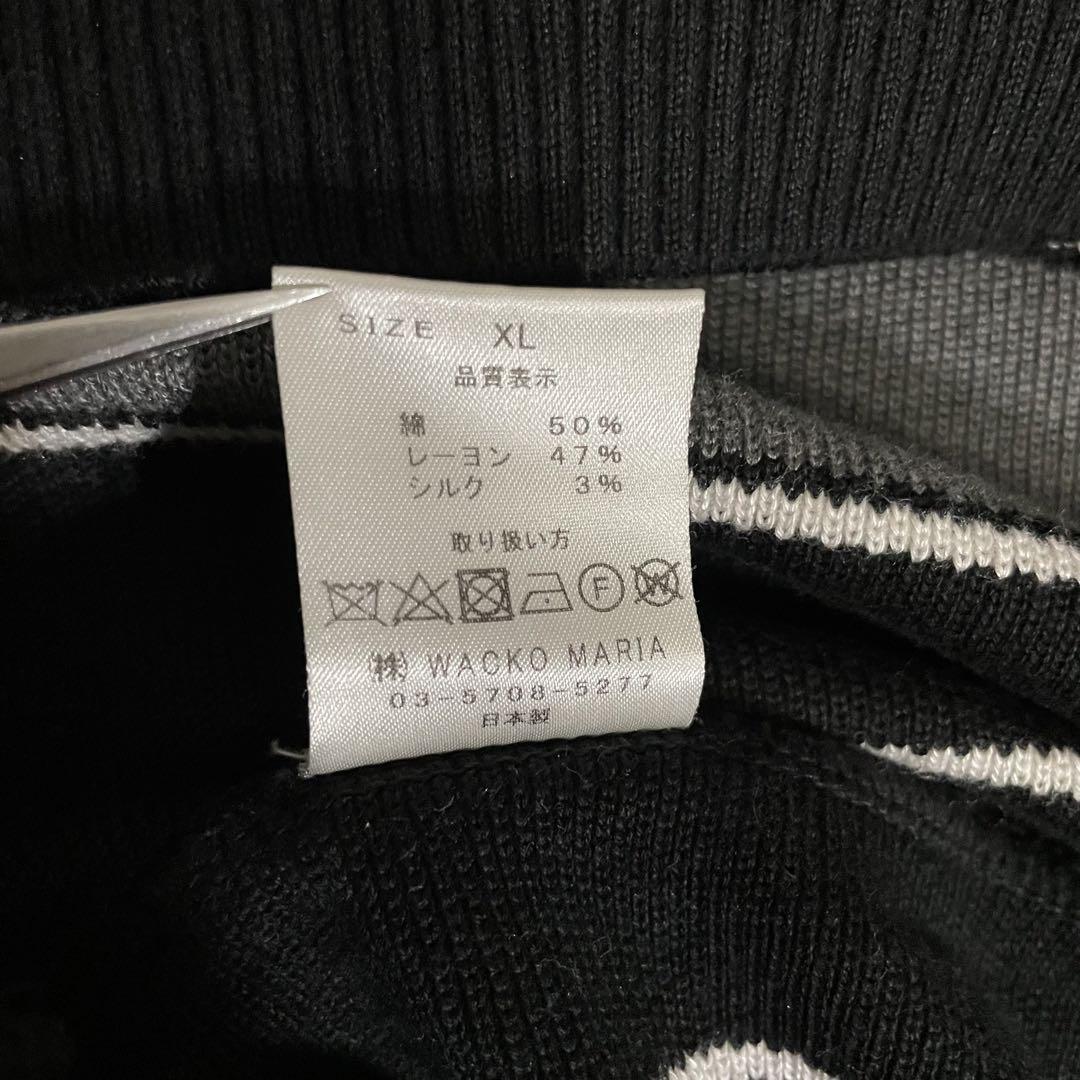 SIZE XL
品質表示
綿 50%
レーヨン 47%
シルク 3%
取り扱い方
F W
㈱ WACKO MARIA
03-5708-5277
日本製